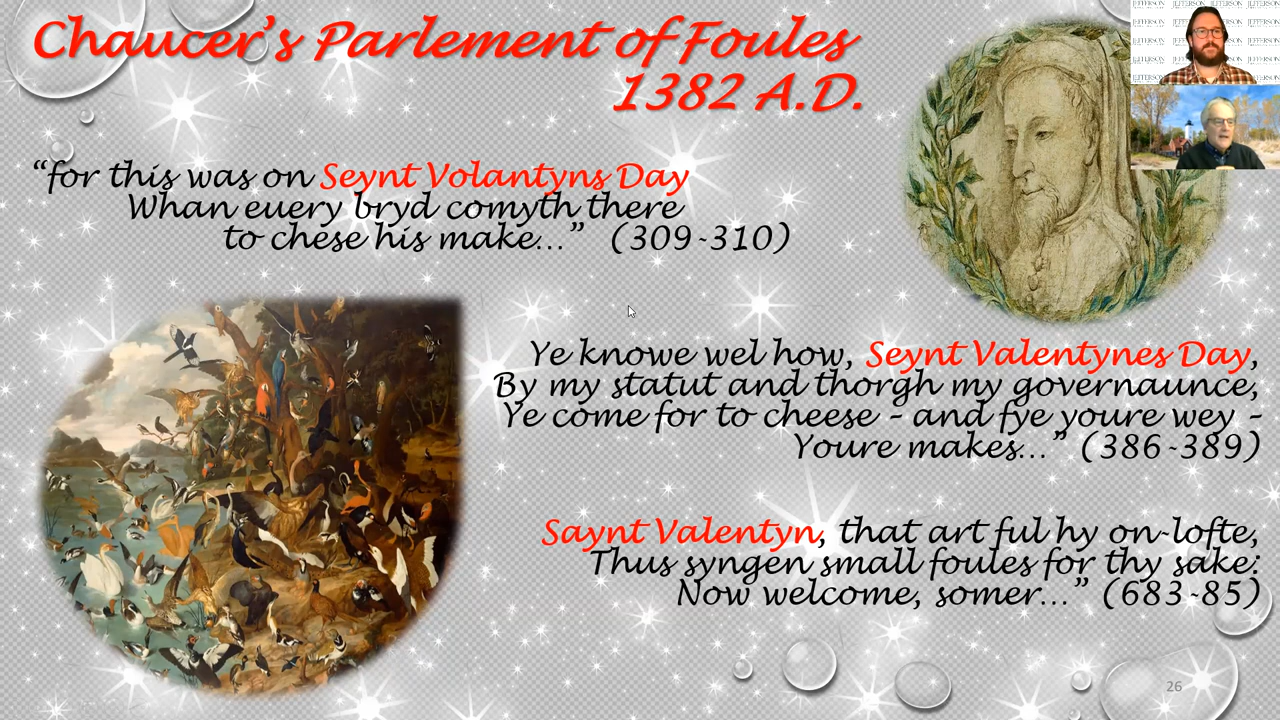 Chaucer's Parlement of Foules
1382 A.D.
"for this was on Seynt Volantyns Day
Whan euery bryd comyth there
to chese his make…" (309-310)
Ye knowe wel how, Seynt Valentynes Day,
By my statut and thorgh my governaunce,
Ye come for to cheese – and fye youre wey –
Youre makes…" (386-389)
Saynt Valentyn, that art ful hy on-lofte,
Thus syngen small foules for thy sake:
Now welcome, somer…" (683-85)
26
JEFFERSON